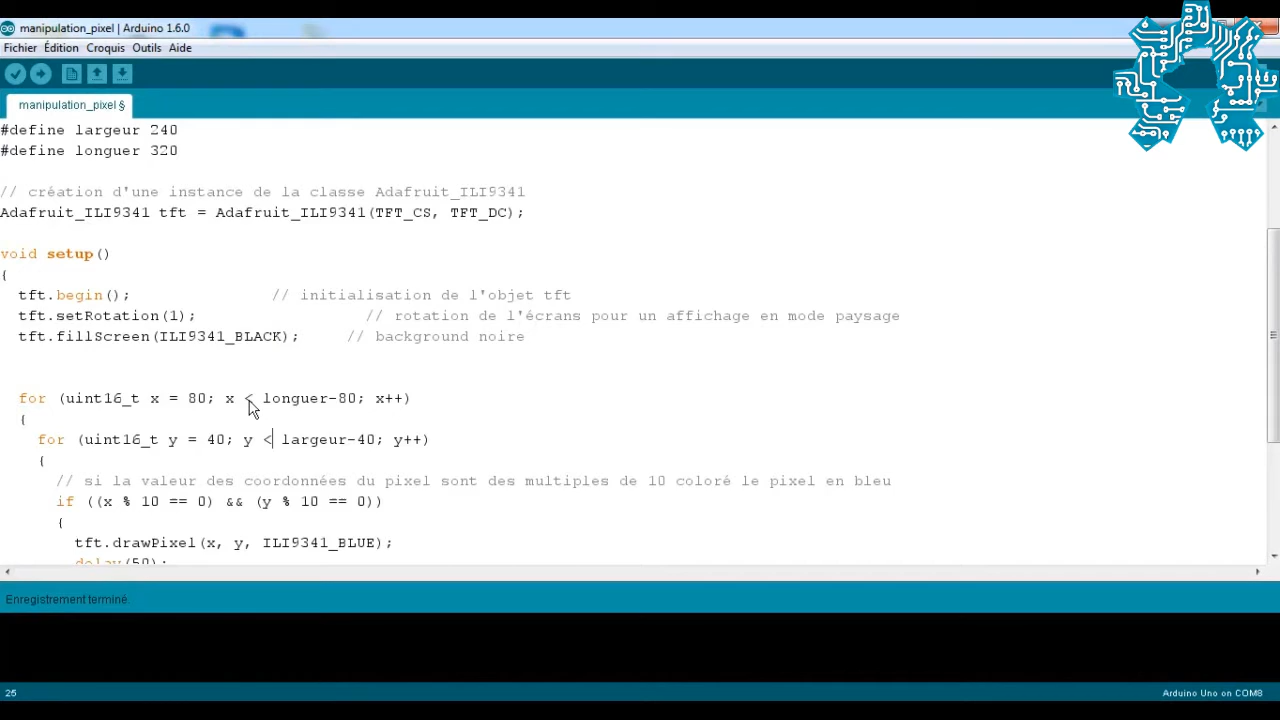 manipulation_pixel | Arduino 1.6.0
Fichier Édition Croquis Outils Aide
manipulation_pixel §
#define largeur 240
#define longuer 320
// création d'une instance de la classe Adafruit_ILI9341
Adafruit_ILI9341 tft = Adafruit_ILI9341(TFT_CS, TFT_DC);
void setup()
{
tft.begin(); // initialisation de l'objet tft
tft.setRotation(1); // rotation de l'écrans pour un affichage en mode paysage
tft.fillScreen(ILI9341_BLACK); // background noire
for (uint16_t x = 80; x < longuer-80; x++)
{
for (uint16_t y = 40; y < largeur-40; y++)
{
// si la valeur des coordonnées du pixel sont des multiples de 10 coloré le pixel en bleu
if ((x % 10 == 0) && (y % 10 == 0))
{
tft.drawPixel(x, y, ILI9341_BLUE);
delay(50);
Enregistrement terminé.
25
Arduino Uno on COM8